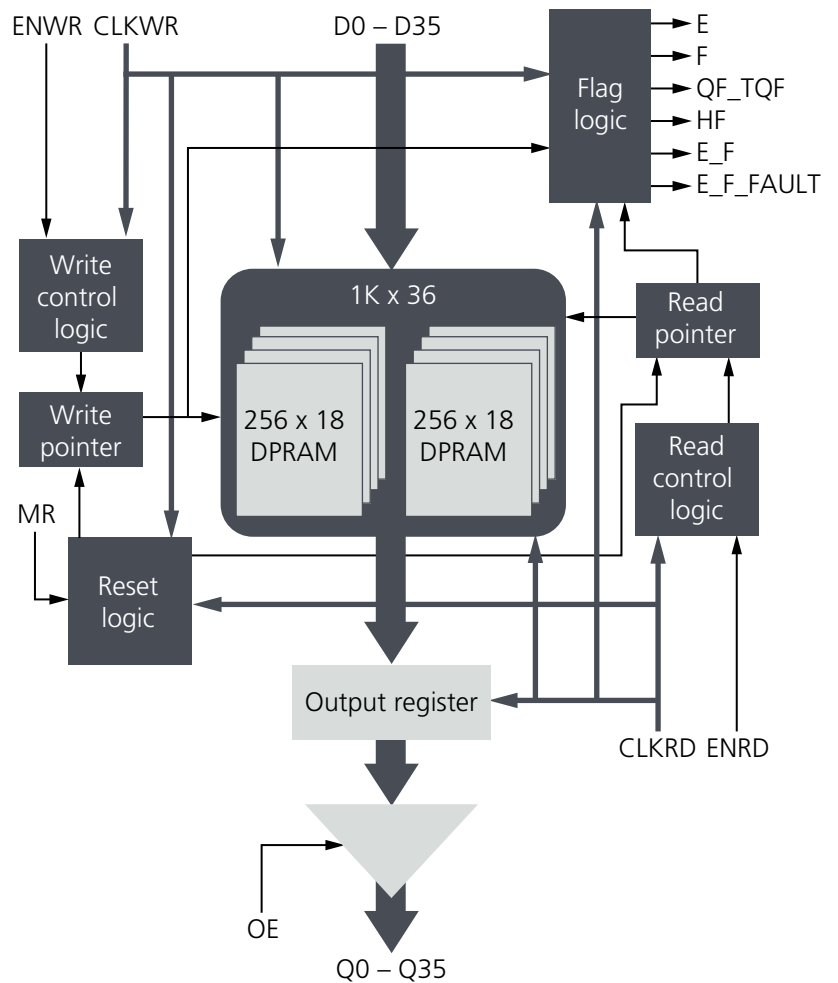 ENWR CLKWR
D0 – D35
Flag
logic
E
F
QF_TQF
HF
E_F
E_F_FAULT
Write
control
logic
1K x 36
Read
pointer
Write
pointer
256 x 18
DPRAM
256 x 18
DPRAM
Read
control
logic
MR
Reset
logic
Output register
CLKRD ENRD
OE
Q0 – Q35